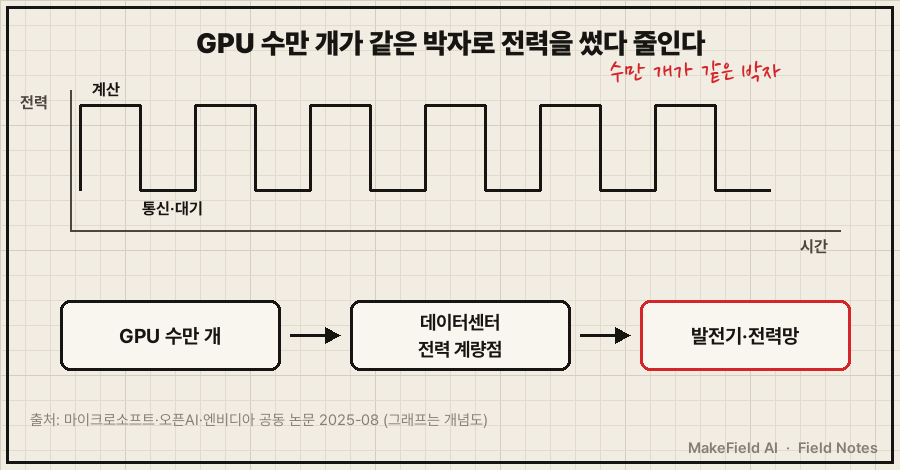 GPU 수만 개가 같은 박자로 전력을 썼다 줄인다
수만 개가 같은 박자
계산
전력
통신·대기
시간
GPU 수만 개
데이터센터
전력 계량점
발전기·전력망
출처: 마이크로소프트·오픈AI·엔비디아 공동 논문 2025-08 (그래프는 개념도)
MakeField AI · Field Notes